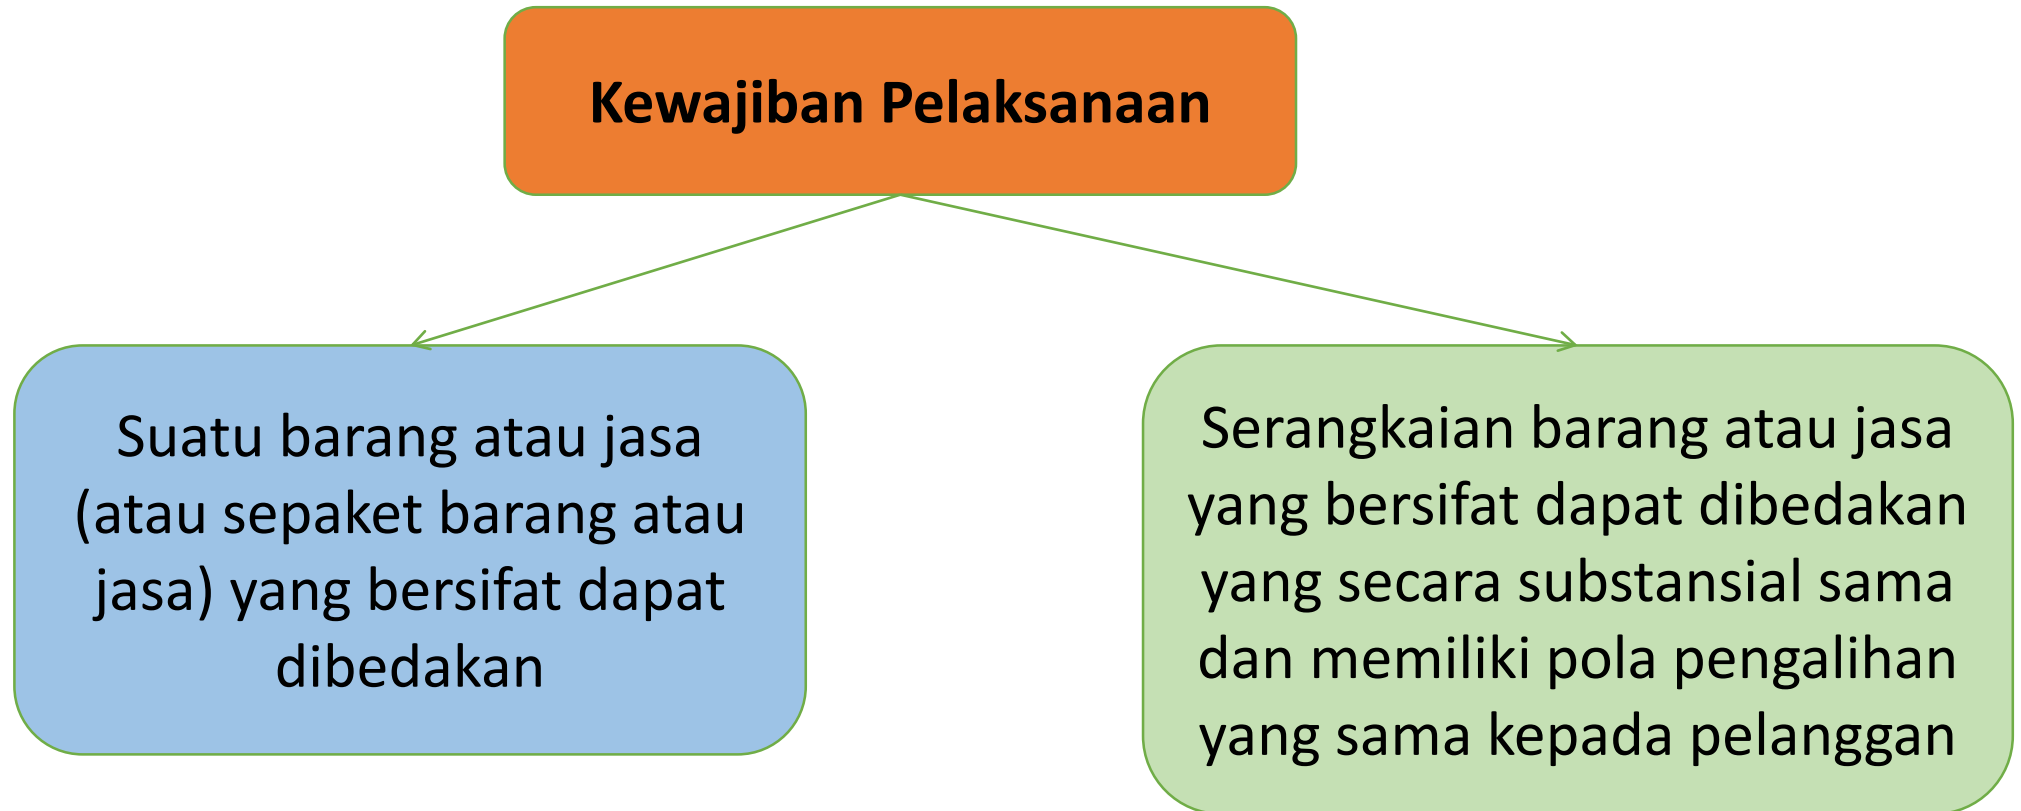 Kewajiban Pelaksanaan
Suatu barang atau jasa
(atau sepaket barang atau
jasa) yang bersifat dapat
dibedakan
Serangkaian barang atau jasa
yang bersifat dapat dibedakan
yang secara substansial sama
dan memiliki pola pengalihan
yang sama kepada pelanggan